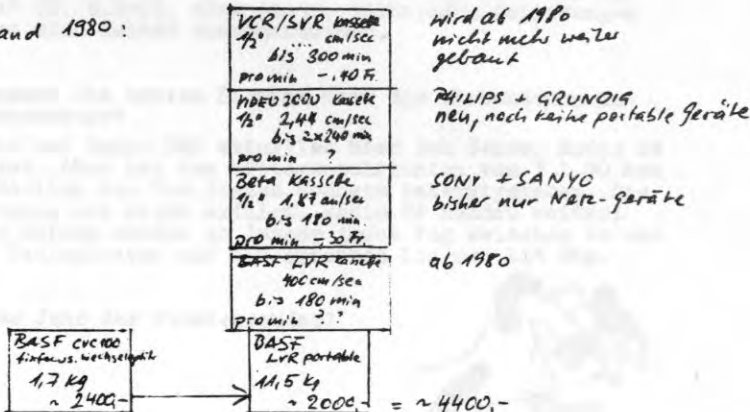 and 1980:
VCR/SVR kassette
1/2" .... cm/sec
bis 300 min
pro min -.40 Fr.
wird ab 1980
nicht mehr weiter
gebaut
VIDEO 2000 kassette
1/2" 2,44 cm/sec
bis 2x240 min
pro min ?
PHILIPS + GRUNDIG
neu, noch keine portable Geräte
Beta Kassette
1/2" 1.87 cm/sec
bis 180 min
pro min -.30 Fr.
SONY + SANYO
bisher nur Netz-Geräte
BASF LVR kassette
400 cm/sec
bis 180 min
pro min ??
ab 1980
BASF CVC 100
1,7 kg
~ 2400,-
BASF
LVR portable
11,5 kg
~ 2000,- = ~ 4400,-